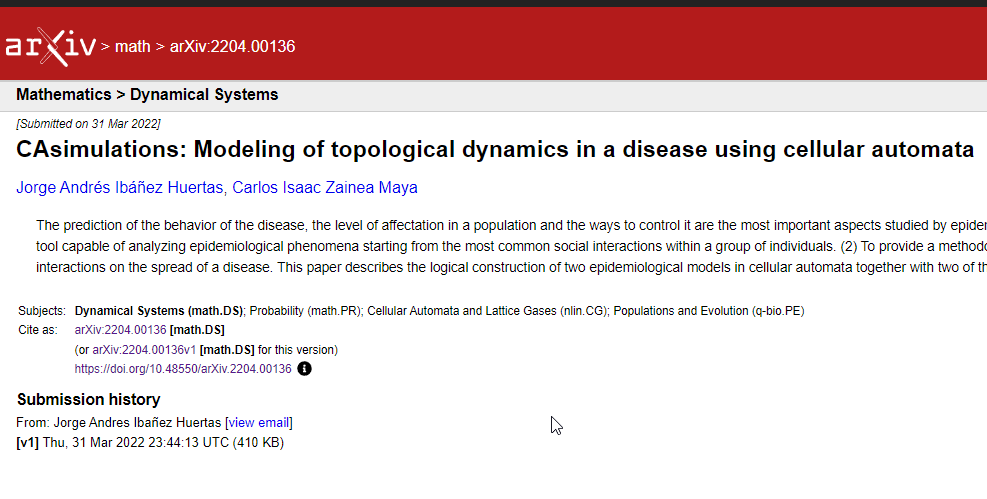 arXiv > math > arXiv:2204.00136
Mathematics > Dynamical Systems
[Submitted on 31 Mar 2022]
CAsimulations: Modeling of topological dynamics in a disease using cellular automata
Jorge Andrés Ibáñez Huertas, Carlos Isaac Zainea Maya
The prediction of the behavior of the disease, the level of affectation in a population and the ways to control it are the most important aspects studied by
tool capable of analyzing epidemiological phenomena starting from the most common social interactions within a group of individuals. (2) To provide a
interactions on the spread of a disease. This paper describes the logical construction of two epidemiological models in cellular automata together with two of
Subjects: Dynamical Systems (math.DS); Probability (math.PR); Cellular Automata and Lattice Gases (nlin.CG); Populations and Evolution (q-bio.PE)
Cite as: arXiv:2204.00136 [math.DS]
(or arXiv:2204.00136v1 [math.DS] for this version)
https://doi.org/10.48550/arXiv.2204.00136
Submission history
From: Jorge Andres Ibañez Huertas [view email]
[v1] Thu, 31 Mar 2022 23:44:13 UTC (410 KB)